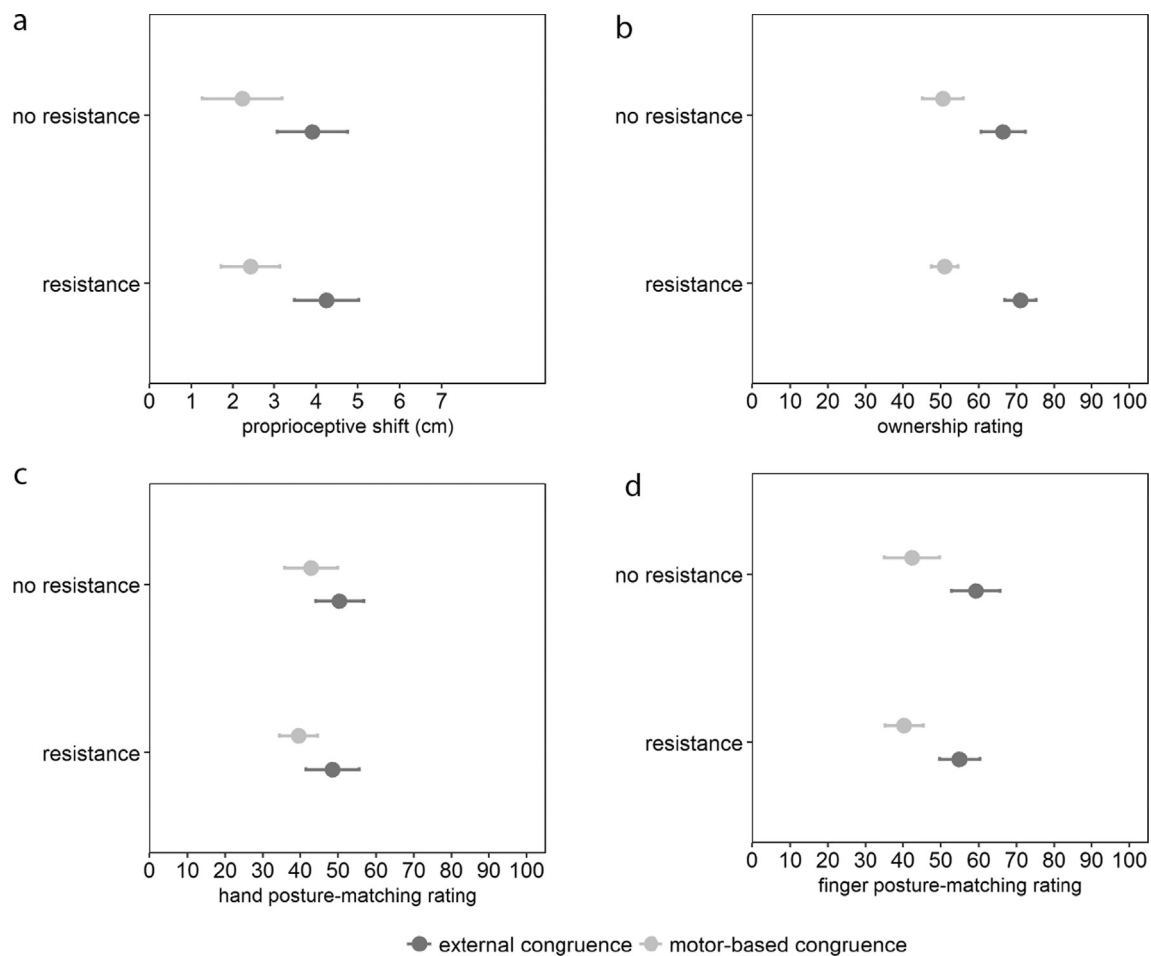 a
no resistance
resistance
0 1 2 3 4 5 6 7
proprioceptive shift (cm)
b
no resistance
resistance
0 10 20 30 40 50 60 70 80 90 100
ownership rating
c
no resistance
resistance
0 10 20 30 40 50 60 70 80 90 100
hand posture-matching rating
d
no resistance
resistance
0 10 20 30 40 50 60 70 80 90 100
finger posture-matching rating
external congruence motor-based congruence